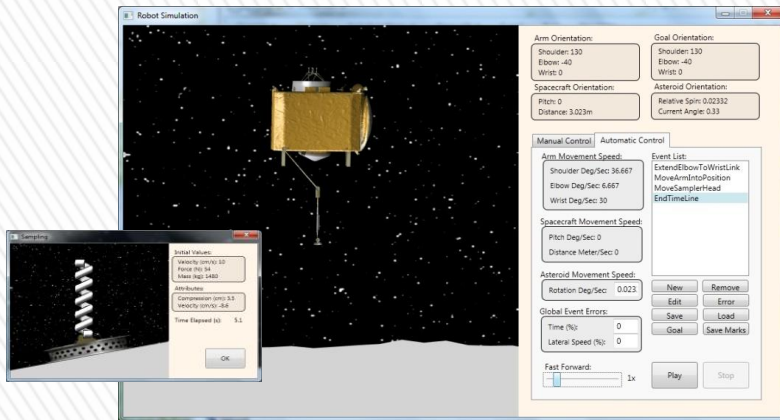 Robot Simulation
Arm Orientation:
Shoulder: 130
Elbow: -40
Wrist: 0
Goal Orientation:
Shoulder: 130
Elbow: -40
Wrist: 0
Spacecraft Orientation:
Pitch: 0
Distance: 3.023m
Asteroid Orientation:
Relative Spin: 0.02332
Current Angle: 0.33
Manual Control
Automatic Control
Arm Movement Speed:
Shoulder Deg/Sec: 36.667
Elbow Deg/Sec: 6.667
Wrist Deg/Sec: 30
Spacecraft Movement Speed:
Pitch Deg/Sec: 0
Distance Meter/Sec: 0
Asteroid Movement Speed:
Rotation Deg/Sec: 0.023
Global Event Errors:
Time (%): 0
Lateral Speed (%): 0
Fast Forward:
1x
Event List:
ExtendElbowToWristLink
MoveArmIntoPosition
MoveSamplerHead
EndTimeLine
New Remove
Edit Error
Save Load
Goal Save Marks
Play Stop
Sampling
Initial Values:
Velocity (cm/s): 10
Force (N): 54
Mass (kg): 1480
Attributes:
Compression (cm): 5.5
Velocity (cm/s): -8.6
Time Elapsed (s): 5.1
OK